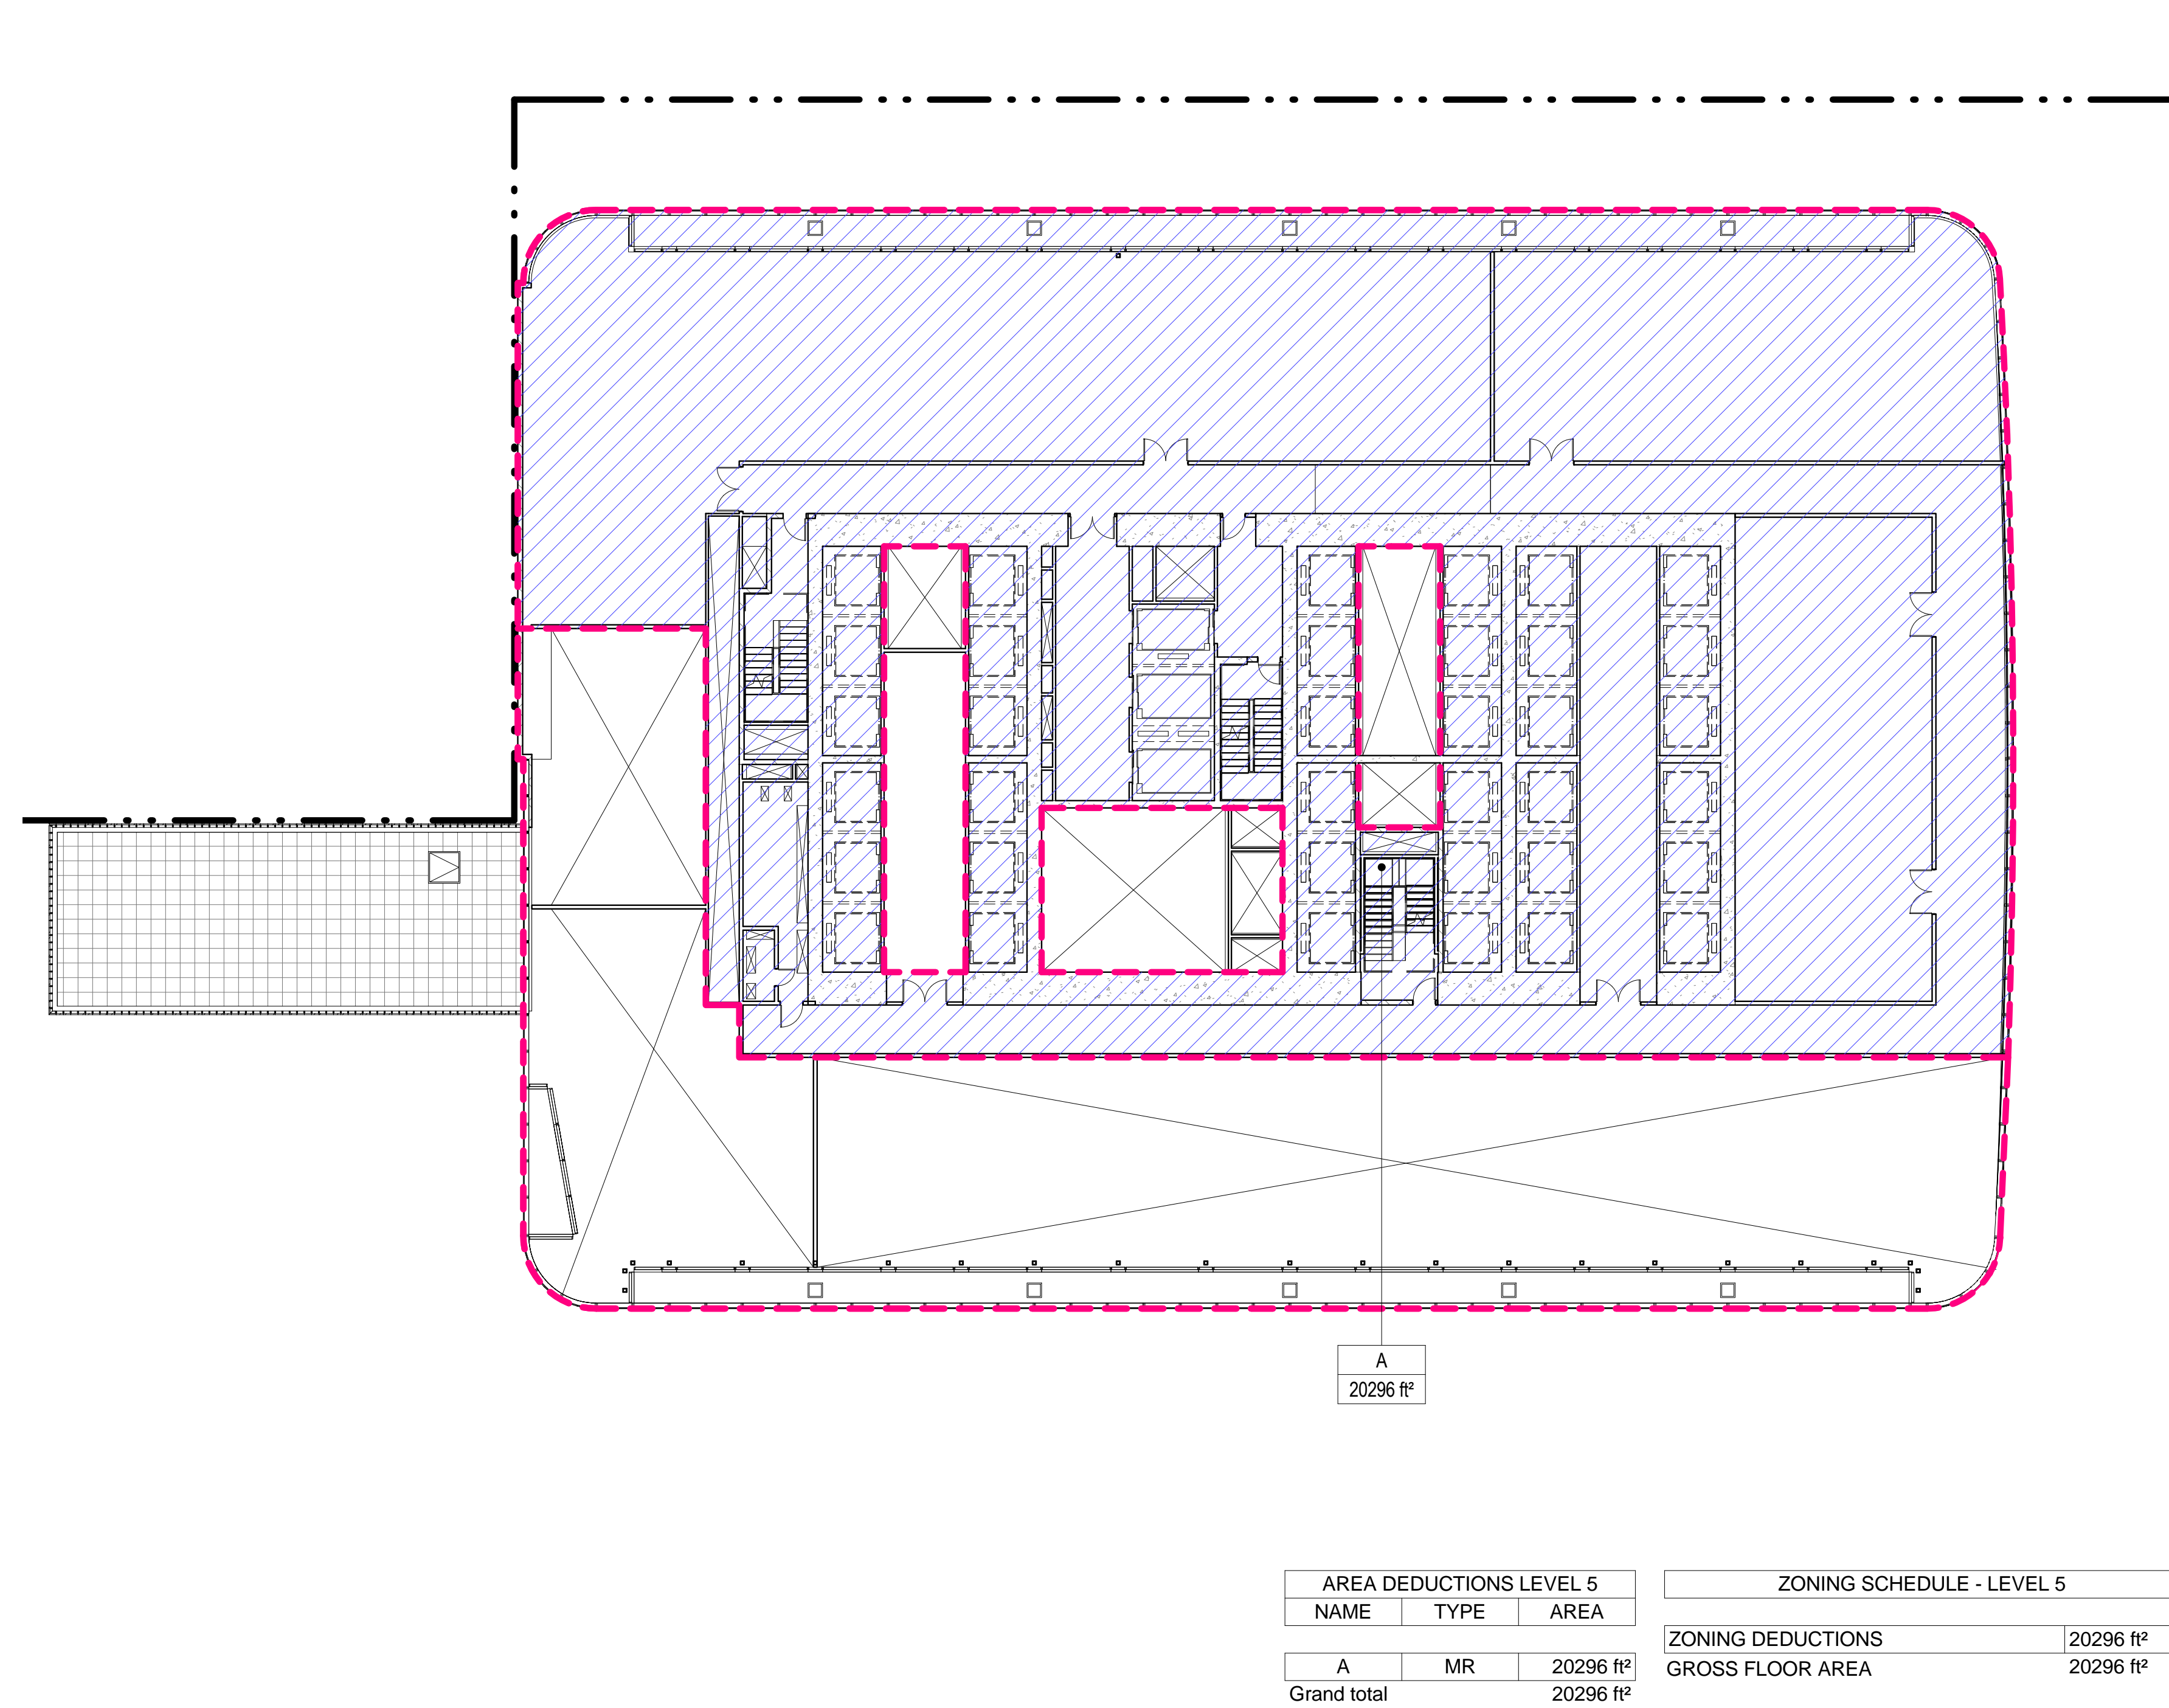 A
20296 ft²
AREA DEDUCTIONS LEVEL 5
NAME TYPE AREA
A MR 20296 ft²
Grand total 20296 ft²
ZONING SCHEDULE - LEVEL 5
ZONING DEDUCTIONS 20296 ft²
GROSS FLOOR AREA 20296 ft²